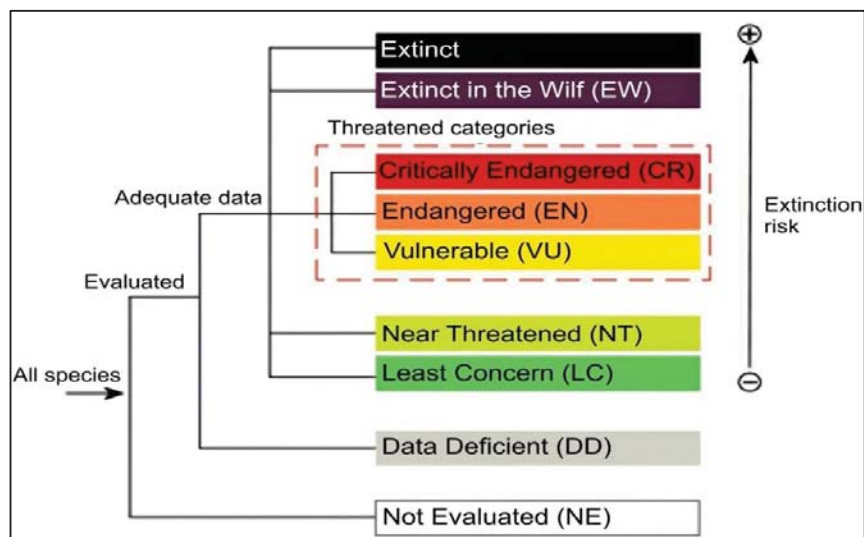 Extinct
Extinct in the Wilf (EW)
Threatened categories
Critically Endangered (CR)
Adequate data
Endangered (EN)
Extinction
risk
Vulnerable (VU)
Evaluated
Near Threatened (NT)
All species
Least Concern (LC)
Data Deficient (DD)
Not Evaluated (NE)